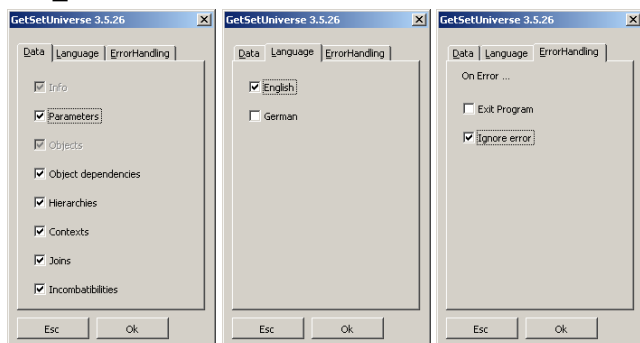 GetSetUniverse 3.5.26
Data Language ErrorHandling
Info
Parameters
Objects
Object dependencies
Hierarchies
Contexts
Joins
Incombatibilities
Esc Ok
GetSetUniverse 3.5.26
Data Language ErrorHandling
English
German
Esc Ok
GetSetUniverse 3.5.26
Data Language ErrorHandling
On Error ...
Exit Program
Ignore error
Esc Ok